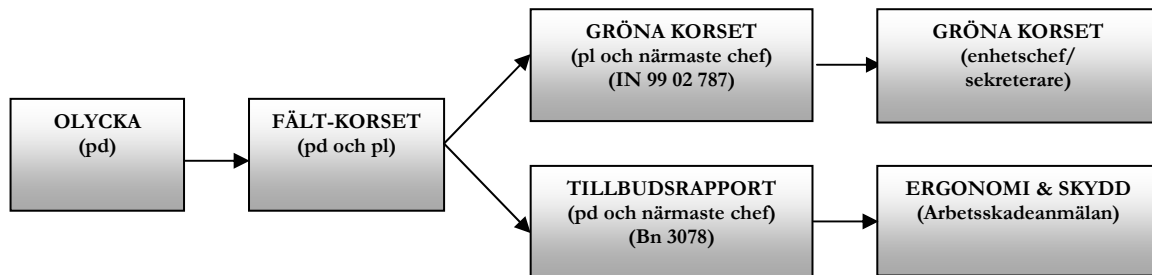 OLYCKA
(pd)
FÄLT-KORSET
(pd och pl)
GRÖNA KORSET
(pl och närmaste chef)
(IN 99 02 787)
GRÖNA KORSET
(enhetschef/
sekreterare)
TILLBUDSRAPPORT
(pd och närmaste chef)
(Bn 3078)
ERGONOMI & SKYDD
(Arbetsskadeanmälan)